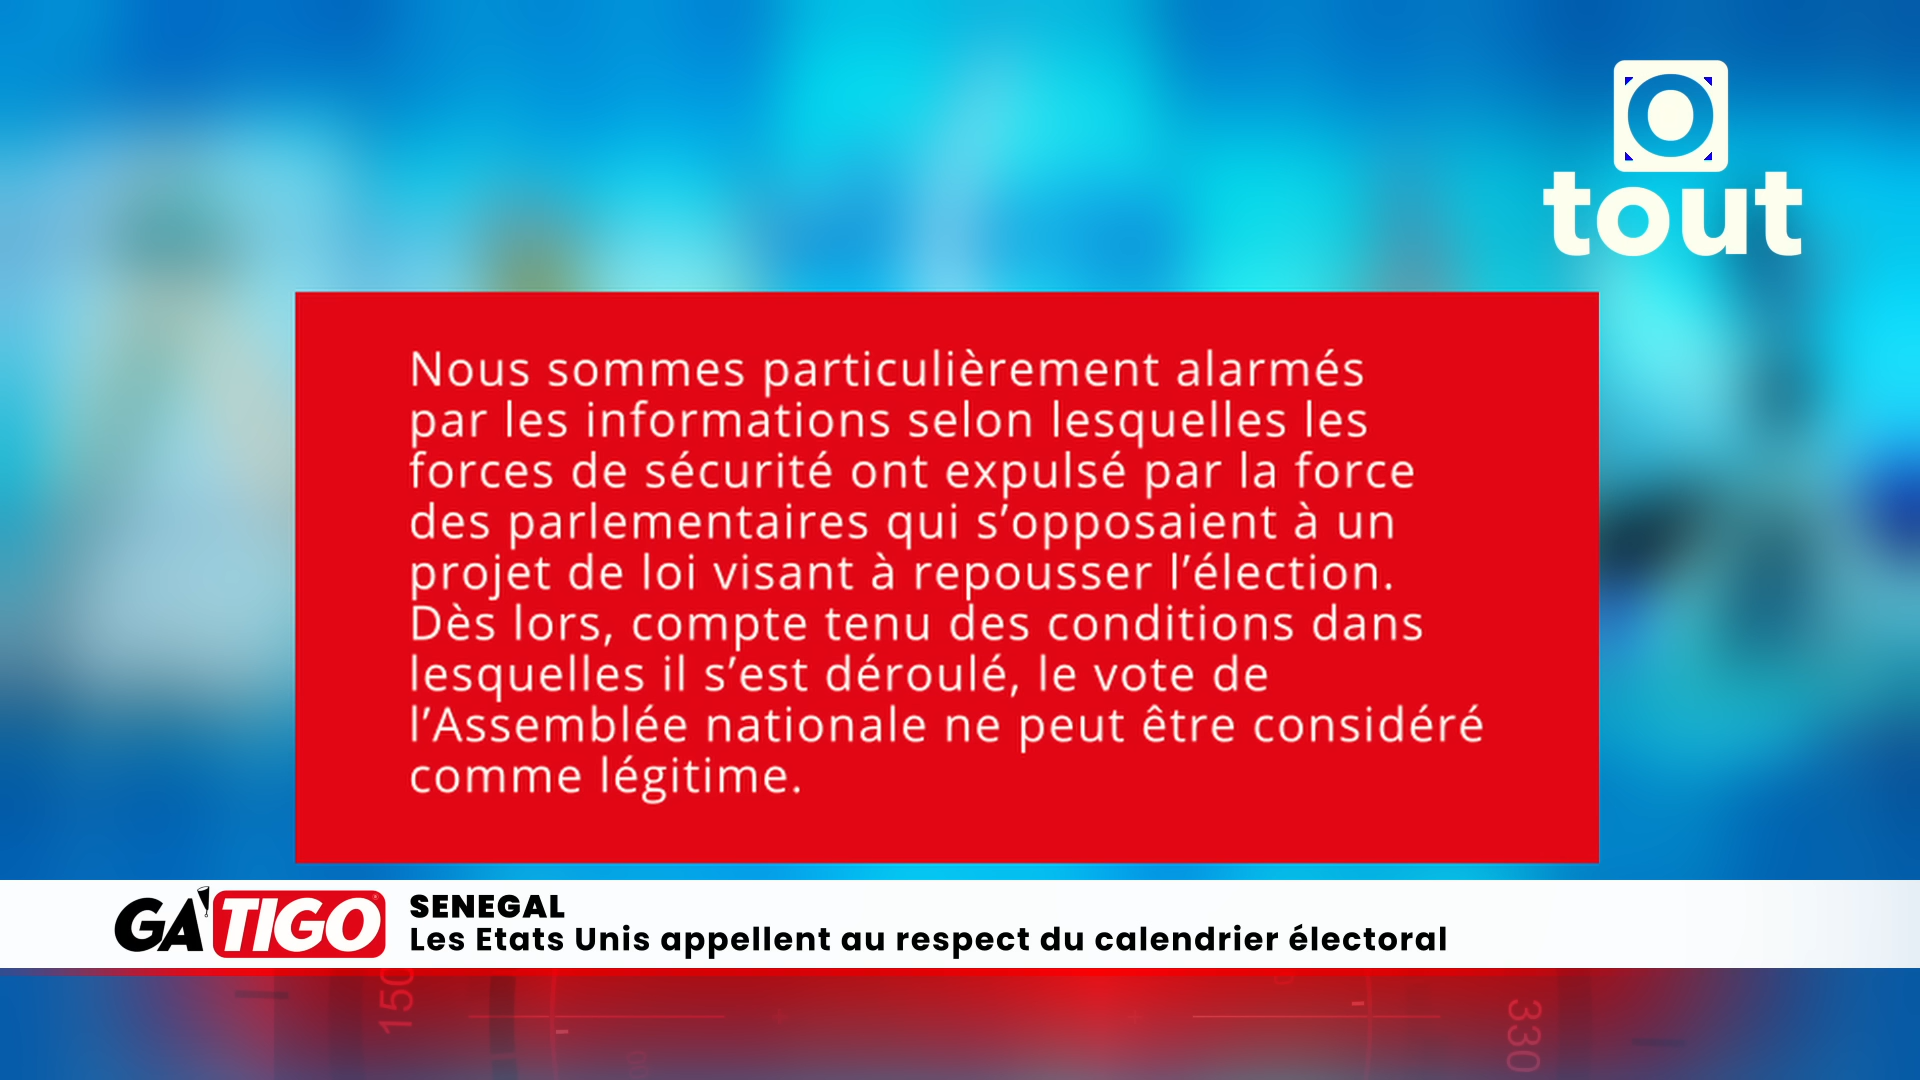 O
tout
Nous sommes particulièrement alarmés
par les informations selon lesquelles les
forces de sécurité ont expulsé par la force
des parlementaires qui s’opposaient à un
projet de loi visant à repousser l’élection.
Dès lors, compte tenu des conditions dans
lesquelles il s’est déroulé, le vote de
l’Assemblée nationale ne peut être considéré
comme légitime.
GA'TIGO
SENEGAL
Les Etats Unis appellent au respect du calendrier électoral
150
330